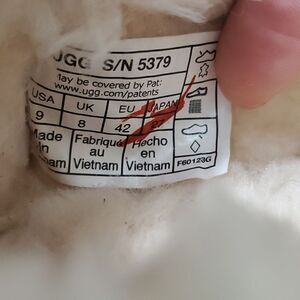 UGG S/N 5379
May be covered by Pat:
www.ugg.com/patents
USA UK EU JAPAN
9 8 42
Made in Fabriqué au Vietnam Hecho en Vietnam
F60123G